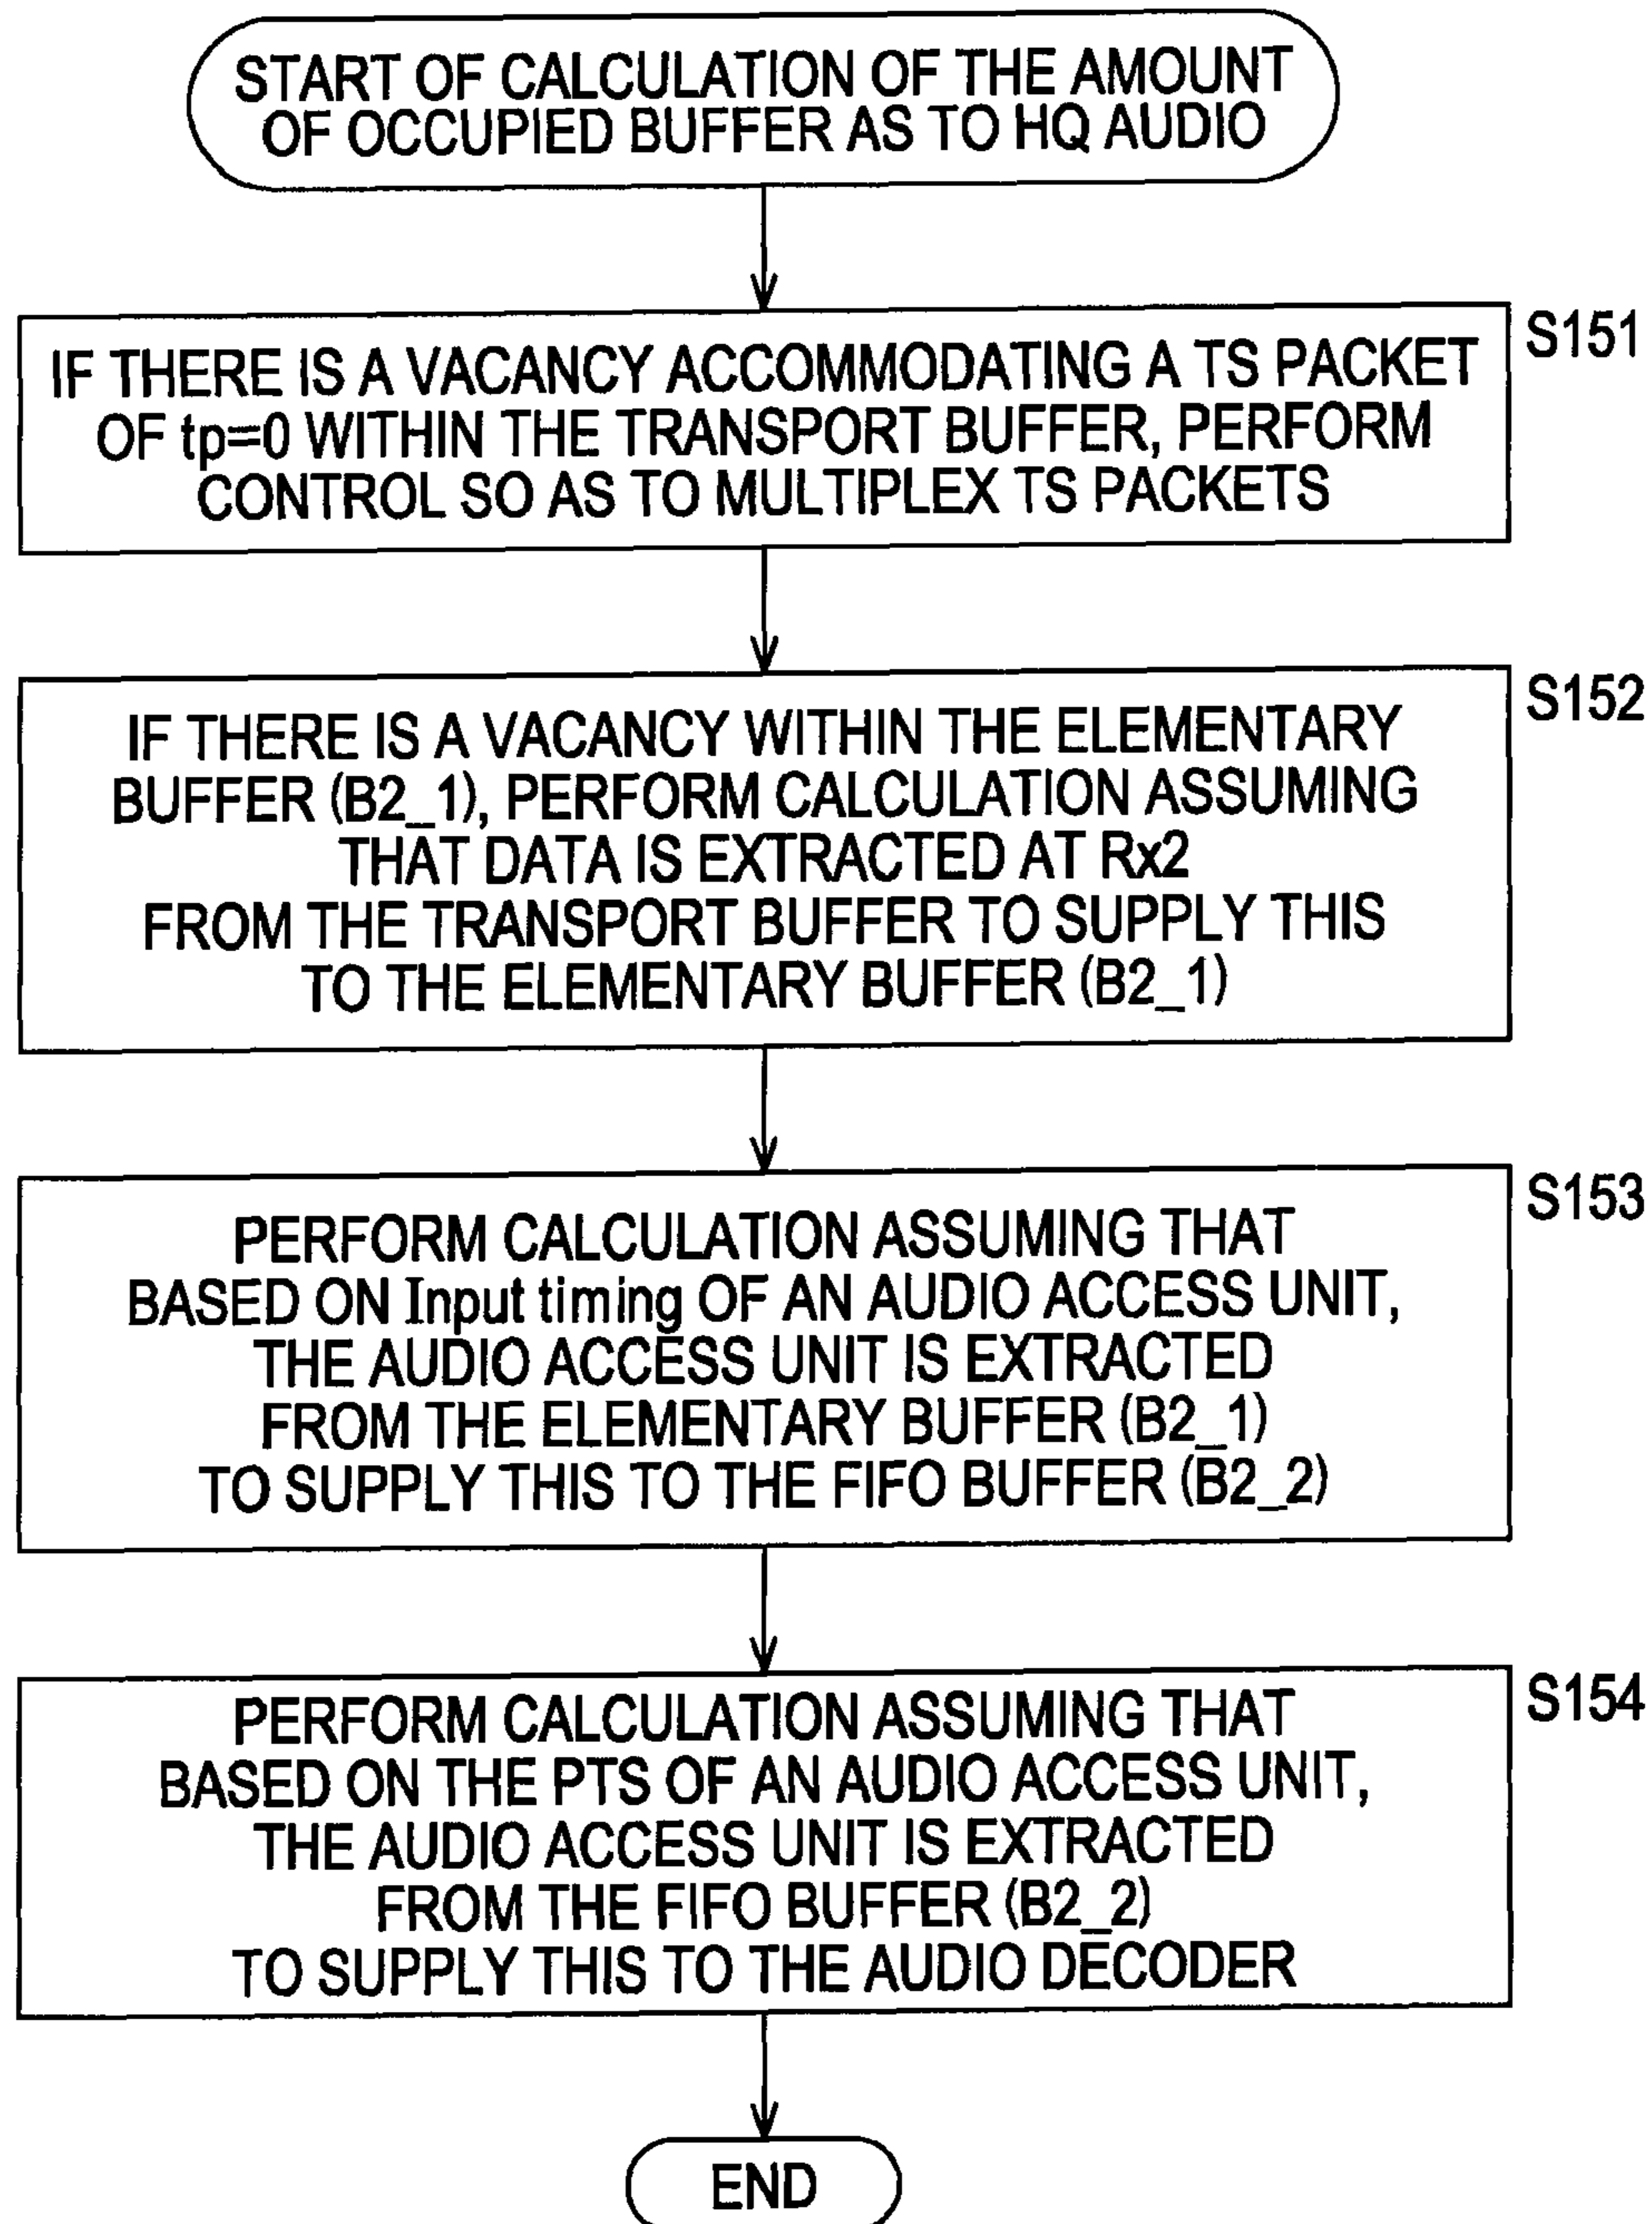 START OF CALCULATION OF THE AMOUNT
OF OCCUPIED BUFFER AS TO HQ AUDIO
S151
IF THERE IS A VACANCY ACCOMMODATING A TS PACKET
OF tp=0 WITHIN THE TRANSPORT BUFFER, PERFORM
CONTROL SO AS TO MULTIPLEX TS PACKETS
S152
IF THERE IS A VACANCY WITHIN THE ELEMENTARY
BUFFER (B2_1), PERFORM CALCULATION ASSUMING
THAT DATA IS EXTRACTED AT Rx2
FROM THE TRANSPORT BUFFER TO SUPPLY THIS
TO THE ELEMENTARY BUFFER (B2_1)
S153
PERFORM CALCULATION ASSUMING THAT
BASED ON Input timing OF AN AUDIO ACCESS UNIT,
THE AUDIO ACCESS UNIT IS EXTRACTED
FROM THE ELEMENTARY BUFFER (B2_1)
TO SUPPLY THIS TO THE FIFO BUFFER (B2_2)
S154
PERFORM CALCULATION ASSUMING THAT
BASED ON THE PTS OF AN AUDIO ACCESS UNIT,
THE AUDIO ACCESS UNIT IS EXTRACTED
FROM THE FIFO BUFFER (B2_2)
TO SUPPLY THIS TO THE AUDIO DECODER
END